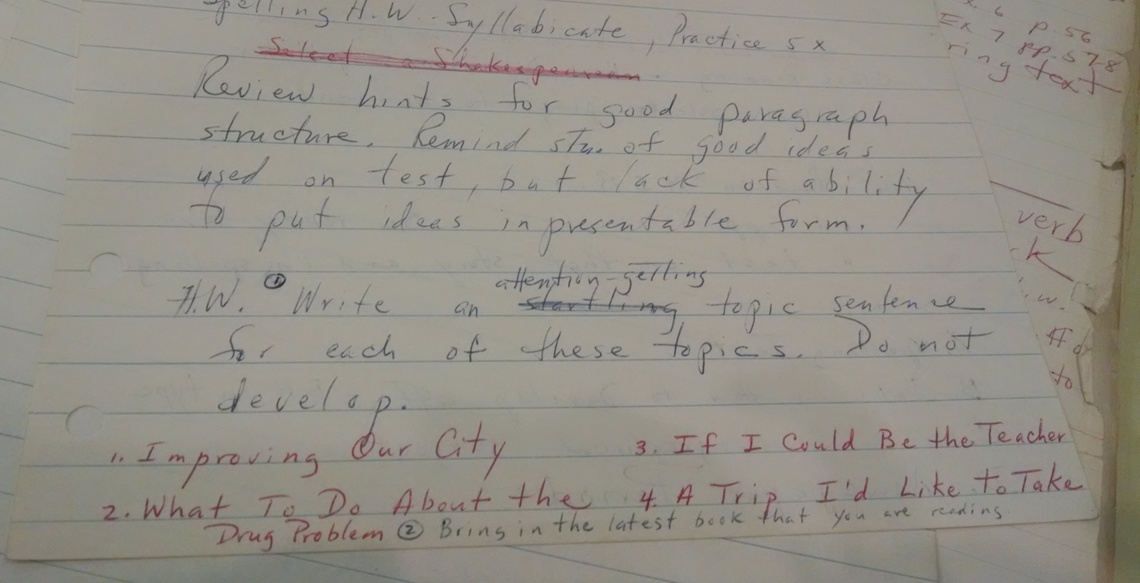 Spelling H.W. Syllabicate, Practice 5x
Select a Shakespearean
Review hints for good paragraph
structure. Remind stu. of good ideas
used on test, but lack of ability
to put ideas in presentable form.
attention-getting
H.W. ① Write an startling topic sentence
for each of these topics. Do not
develop.
1. Improving Our City
2. What To Do About the
Drug Problem
3. If I Could Be the Teacher
4. A Trip I'd Like To Take
② Bring in the latest book that you are reading.
6 p. 56
Ex 7 pp. 57,8
ring text
verb
k
.w.
to